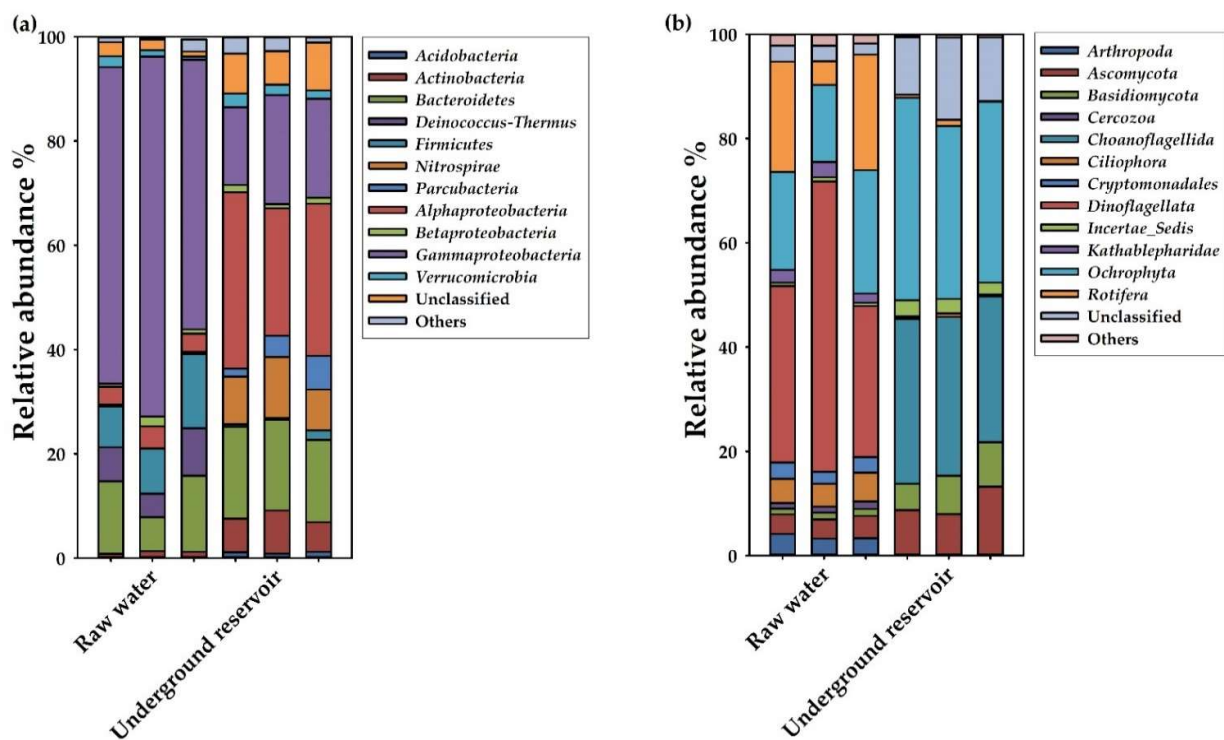 (a)
Relative abundance %
100
80
60
40
20
0
Raw water
Underground reservoir
Acidobacteria
Actinobacteria
Bacteroidetes
Deinococcus-Thermus
Firmicutes
Nitrospirae
Parcubacteria
Alphaproteobacteria
Betaproteobacteria
Gammaproteobacteria
Verrucomicrobia
Unclassified
Others
(b)
Relative abundance %
100
80
60
40
20
0
Raw water
Underground reservoir
Arthropoda
Ascomycota
Basidiomycota
Cercozoa
Choanoflagellida
Ciliophora
Cryptomonadales
Dinoflagellata
Incertae_Sedis
Kathablepharidae
Ochrophyta
Rotifera
Unclassified
Others